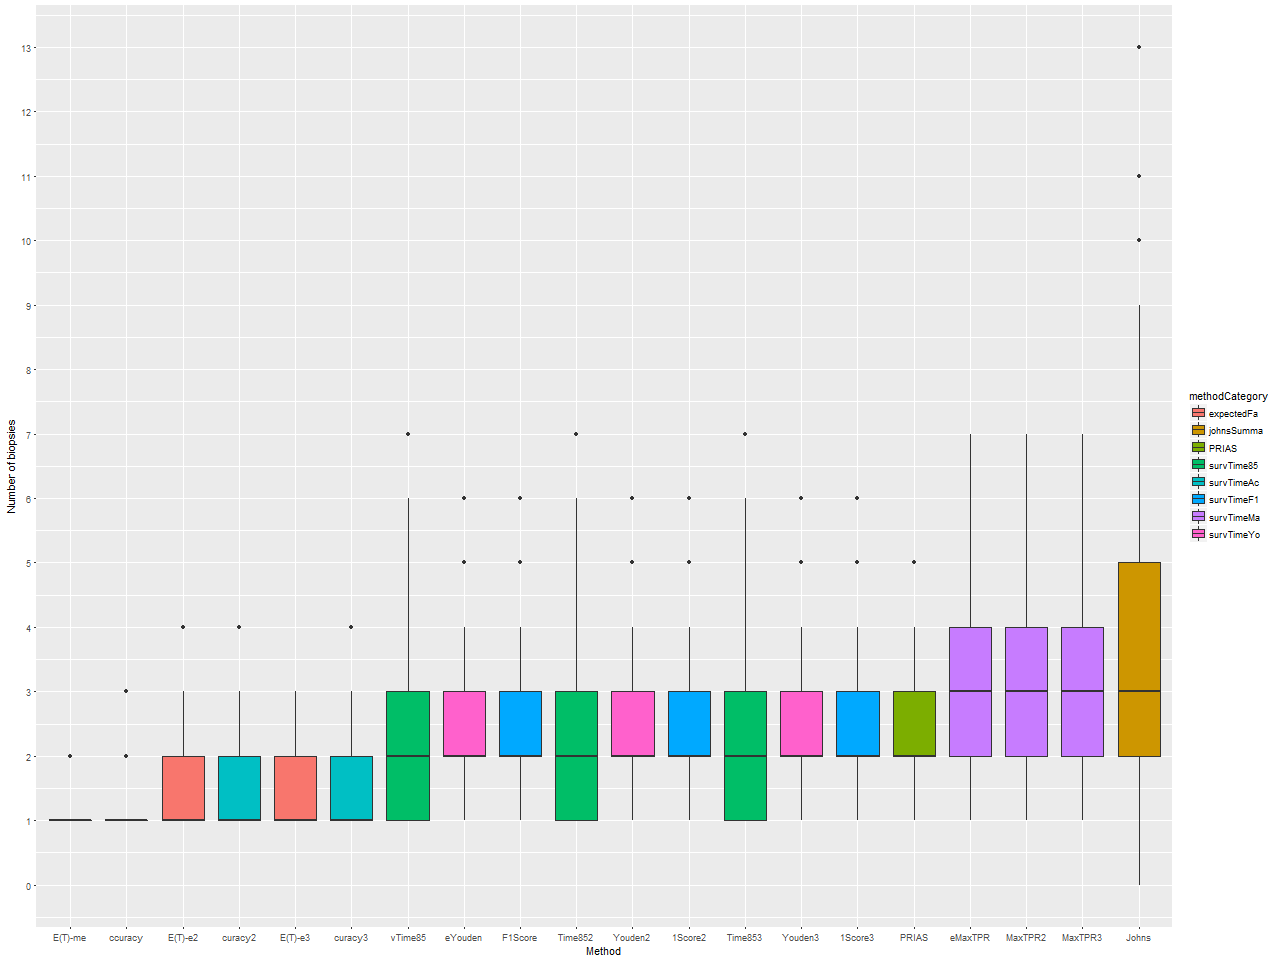 13
12
11
10
9
8
7
6
5
4
3
2
1
0
Number of biopsies
E(T)-me ccuracy E(T)-e2 curacy2 E(T)-e3 curacy3 vTime85 eYouden F1Score Time852 Youden2 1Score2 Time853 Youden3 1Score3 PRIAS eMaxTPR MaxTPR2 MaxTPR3 Johns
Method
methodCategory
expectedFa
johnsSumma
PRIAS
survTime85
survTimeAc
survTimeF1
survTimeMa
survTimeYo